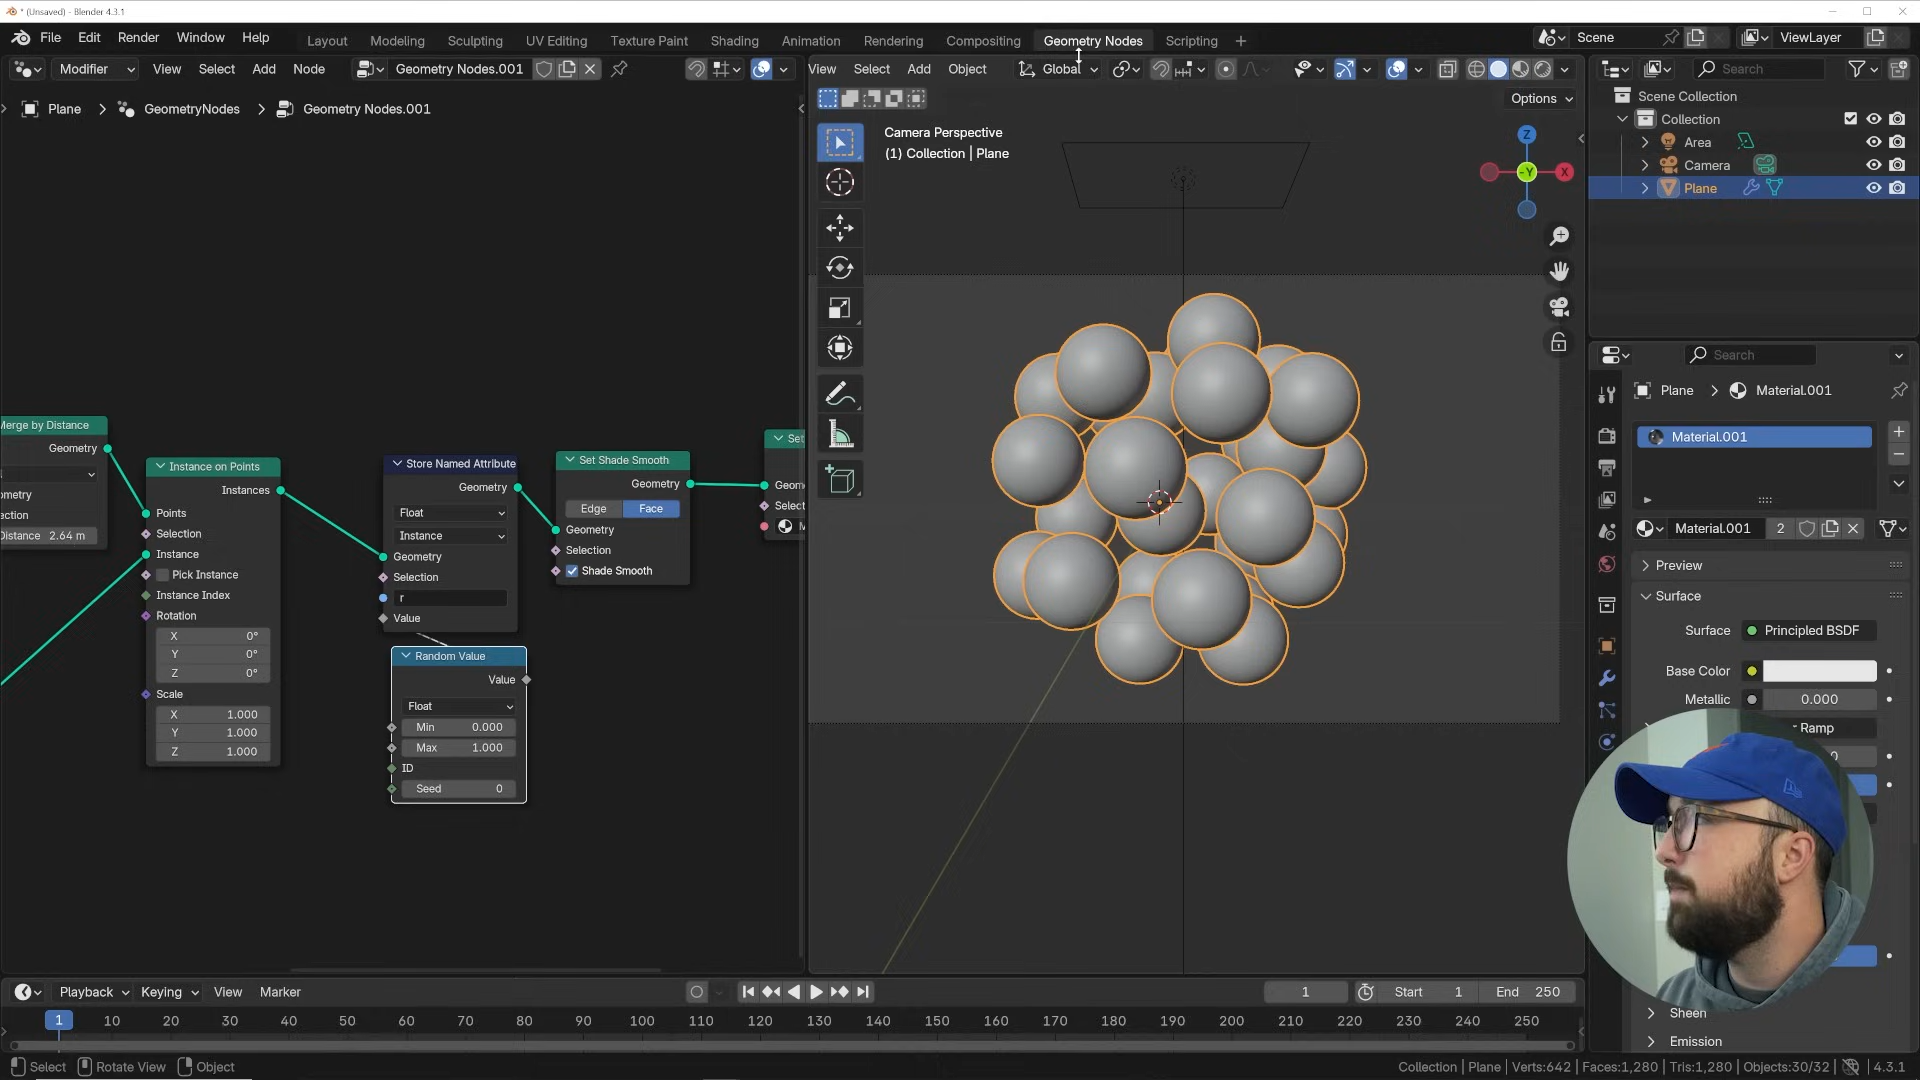 * (Unsaved) - Blender 4.3.1
File Edit Render Window Help
Layout Modeling Sculpting UV Editing Texture Paint Shading Animation Rendering Compositing Geometry Nodes Scripting +
Scene
ViewLayer
Modifier View Select Add Node
Geometry Nodes.001
View Select Add Object
Global
Search
Plane > GeometryNodes > Geometry Nodes.001
Options
Camera Perspective
(1) Collection | Plane
Z
-Y
X
Scene Collection
Collection
Area
Camera
Plane
Merge by Distance
Geometry
Distance 2.64 m
Instance on Points
Instances
Points
Selection
Instance
Pick Instance
Instance Index
Rotation
X 0°
Y 0°
Z 0°
Scale
X 1.000
Y 1.000
Z 1.000
Store Named Attribute
Geometry
Float
Instance
Geometry
Selection
r
Value
Random Value
Value
Float
Min 0.000
Max 1.000
ID
Seed 0
Set Shade Smooth
Geometry
Edge Face
Geometry
Selection
Shade Smooth
Set
Search
Plane > Material.001
Material.001
Material.001 2
Preview
Surface
Surface Principled BSDF
Base Color
Metallic 0.000
Ramp
Sheen
Emission
Playback Keying View Marker
1 Start 1 End 250
1 10 20 30 40 50 60 70 80 90 100 110 120 130 140 150 160 170 180 190 200 210 220 230 240 250
Select Rotate View Object
Collection | Plane | Verts:642 | Faces:1,280 | Tris:1,280 | Objects:30/32 | 4.3.1